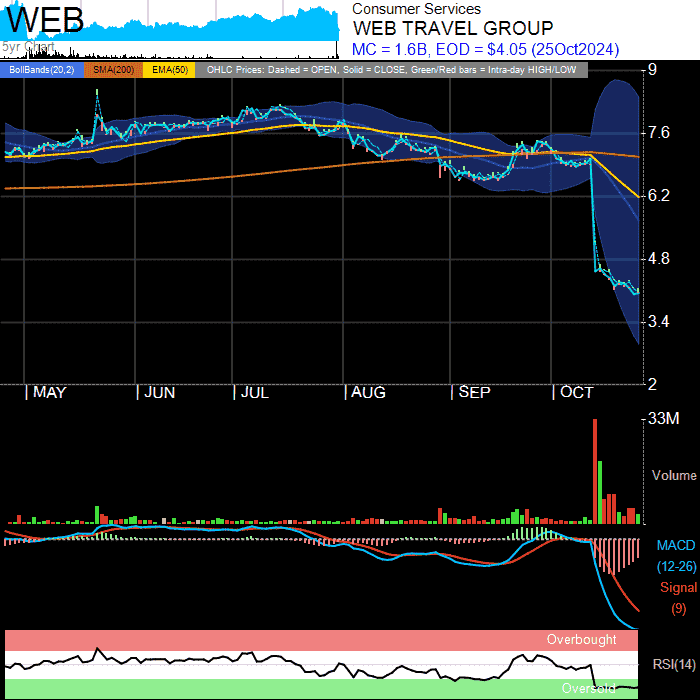 WEB
5yr Chart
Consumer Services
WEB TRAVEL GROUP
MC = 1.6B, EOD = $4.05 (25Oct2024)
BollBands(20,2) SMA(200) EMA(50) OHLC Prices: Dashed = OPEN, Solid = CLOSE, Green/Red bars = Intra-day HIGH/LOW
9
7.6
6.2
4.8
3.4
2
MAY JUN JUL AUG SEP OCT
33M
Volume
MACD
(12-26)
Signal
(9)
Overbought
RSI(14)
Oversold